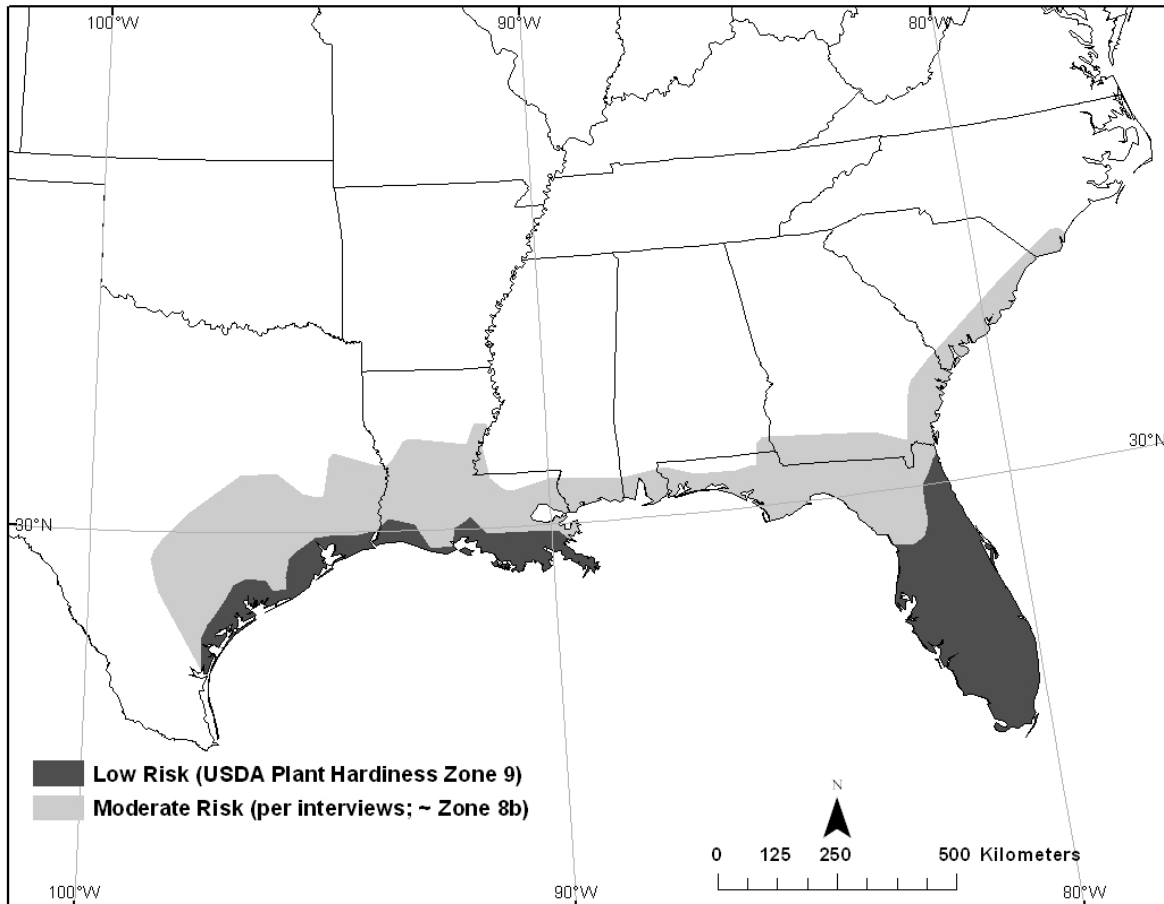 100°W
90°W
80°W
30°N
30°N
Low Risk (USDA Plant Hardiness Zone 9)
Moderate Risk (per interviews; ~ Zone 8b)
N
0 125 250 500 Kilometers
100°W
90°W
80°W